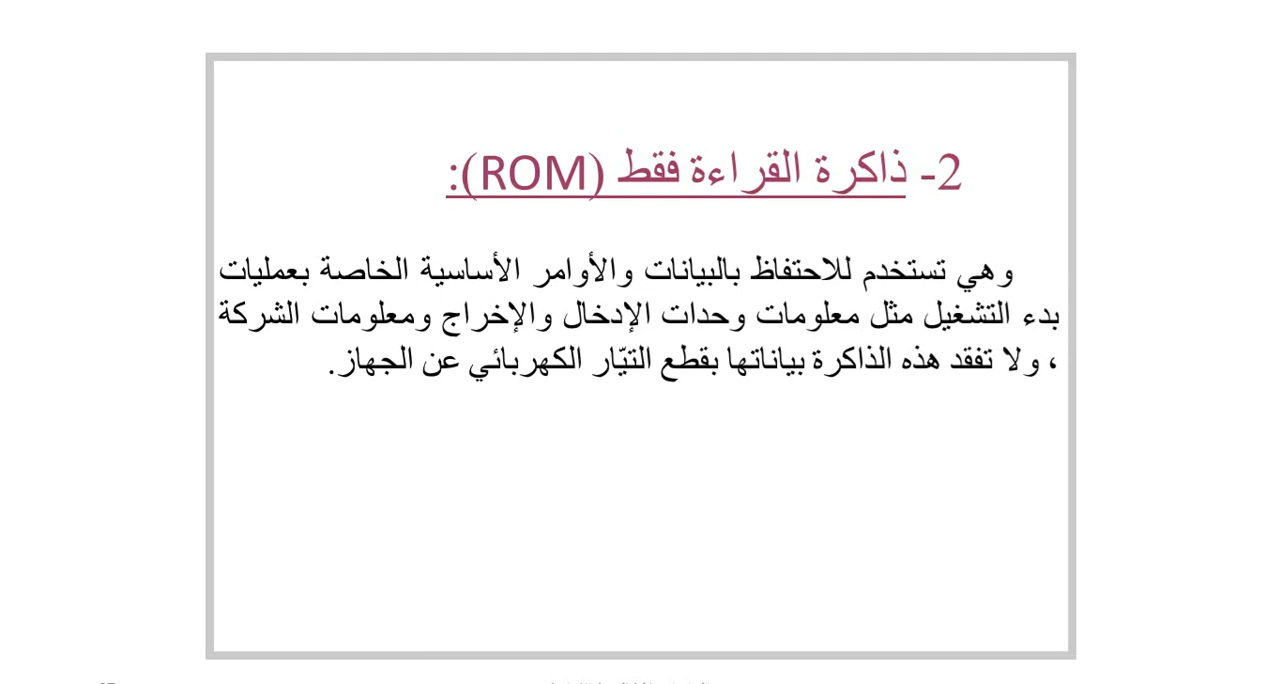 2- ذاكرة القراءة فقط (ROM):
وهي تستخدم للاحتفاظ بالبيانات والأوامر الأساسية الخاصة بعمليات
بدء التشغيل مثل معلومات وحدات الإدخال والإخراج ومعلومات الشركة
، ولا تفقد هذه الذاكرة بياناتها بقطع التيّار الكهربائي عن الجهاز.